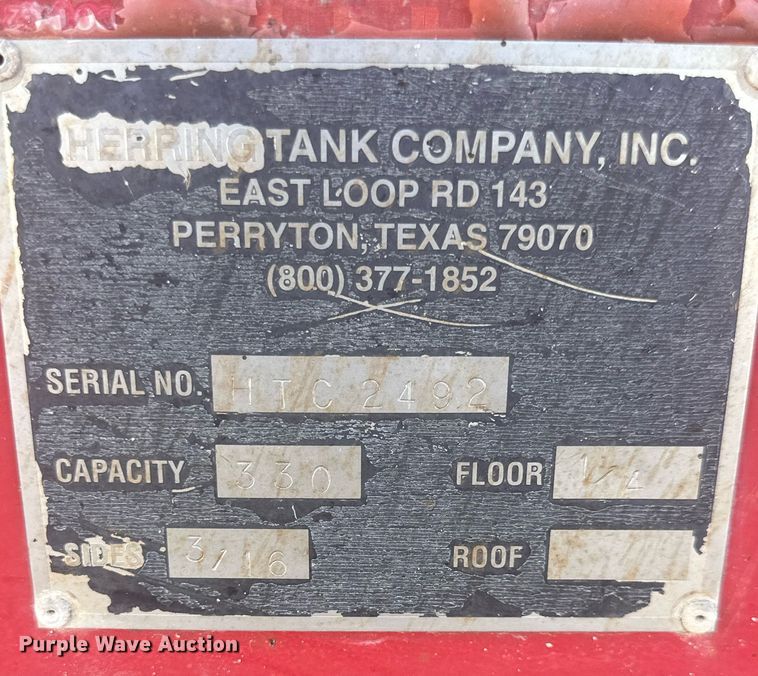 HERRING TANK COMPANY, INC.
EAST LOOP RD 143
PERRYTON, TEXAS 79070
(800) 377-1852
SERIAL NO. HTC 2492
CAPACITY 330 FLOOR 1/4
SIDES 3/16 ROOF
Purple Wave Auction